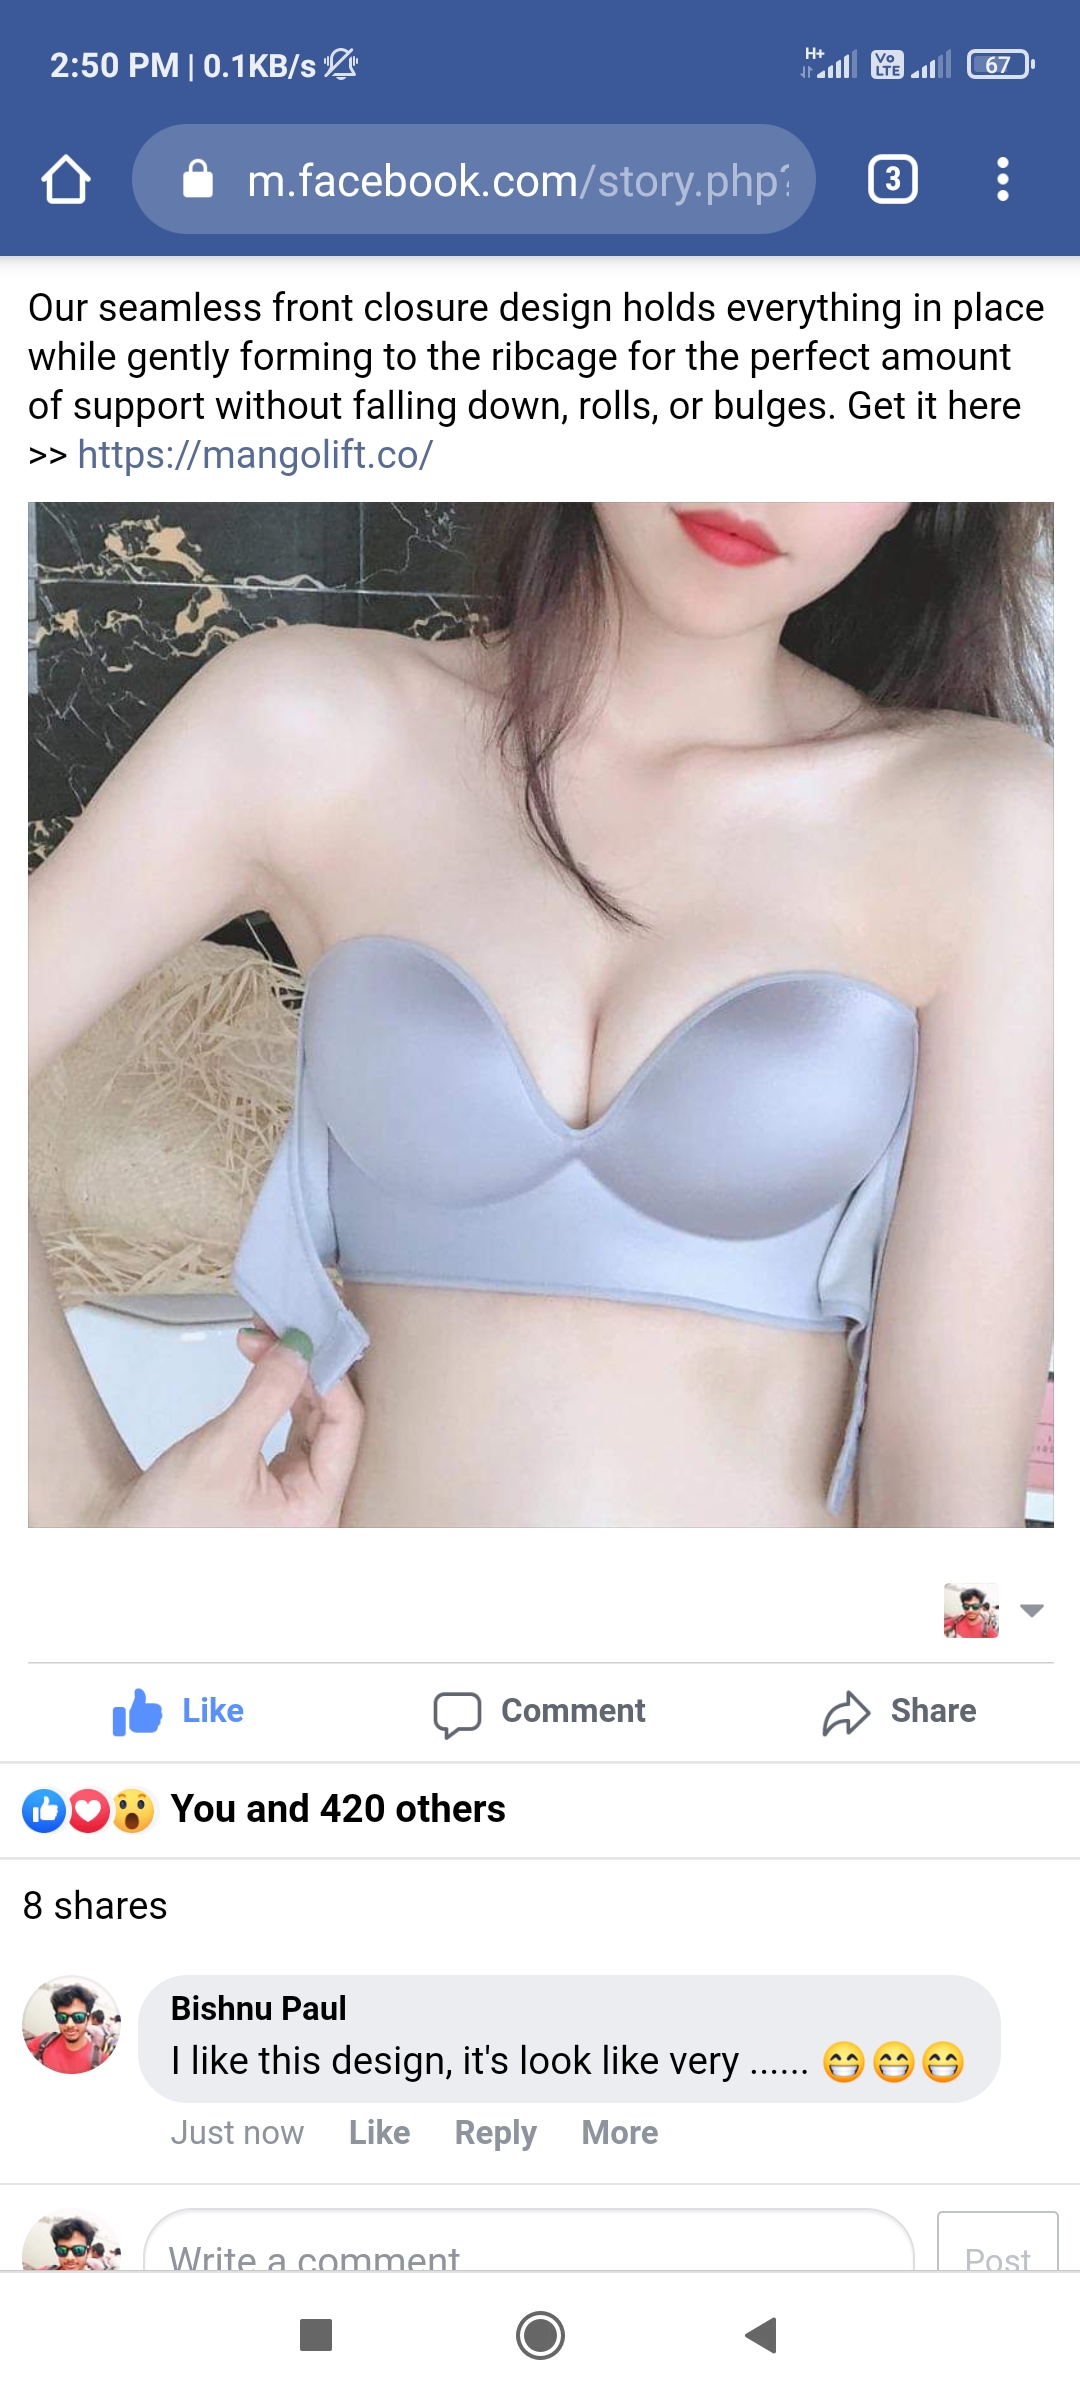 2:50 PM | 0.1KB/s H+ Vo LTE 67
m.facebook.com/story.php? 3
Our seamless front closure design holds everything in place
while gently forming to the ribcage for the perfect amount
of support without falling down, rolls, or bulges. Get it here
>> https://mangolift.co/
Like Comment Share
You and 420 others
8 shares
Bishnu Paul
I like this design, it's look like very ...... 😁😁😁
Just now Like Reply More
Write a comment Post